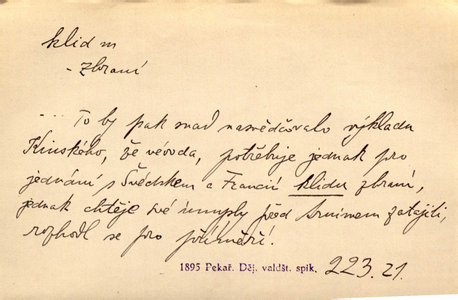 klid m
- zbraní
... To by pak snad nasvědčovalo výkladu
Kinského, že vévoda, potřebuje jednak pro
jednání s Švédskem a Francií klidu zbraní,
jednak chtěje své úmysly před Trauttm zatajiti,
rozhodl se pro příměří.
1895 Pekař. Děj. valdšt. spik. 223.21.